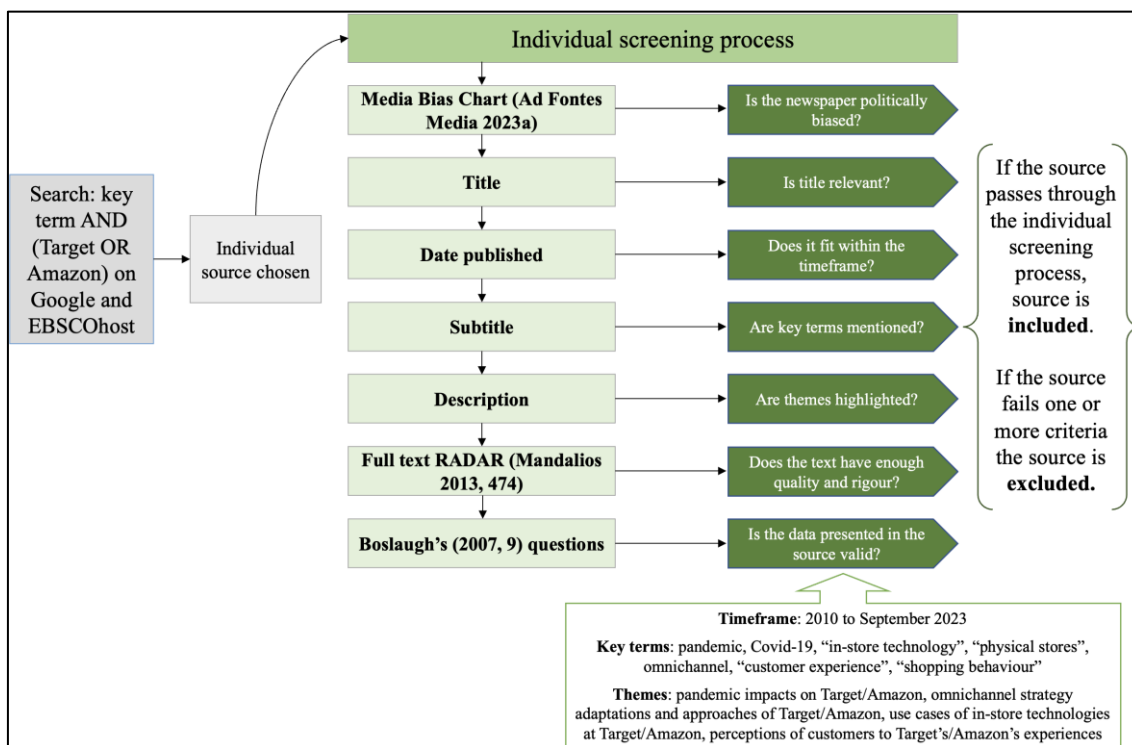 Individual screening process
Search: key
term AND
(Target OR
Amazon) on
Google and
EBSCOhost
Individual
source chosen
Media Bias Chart (Ad Fontes
Media 2023a)
Is the newspaper politically
biased?
Title
Is title relevant?
Date published
Does it fit within the
timeframe?
Subtitle
Are key terms mentioned?
Description
Are themes highlighted?
Full text RADAR (Mandalios
2013, 474)
Does the text have enough
quality and rigour?
Boslaugh's (2007, 9) questions
Is the data presented in the
source valid?
If the source
passes through
the individual
screening
process,
source is
included.
If the source
fails one or
more criteria
the source is
excluded.
Timeframe: 2010 to September 2023
Key terms: pandemic, Covid-19, “in-store technology”, “physical stores”,
omnichannel, “customer experience”, “shopping behaviour”
Themes: pandemic impacts on Target/Amazon, omnichannel strategy
adaptations and approaches of Target/Amazon, use cases of in-store technologies
at Target/Amazon, perceptions of customers to Target's/Amazon's experiences